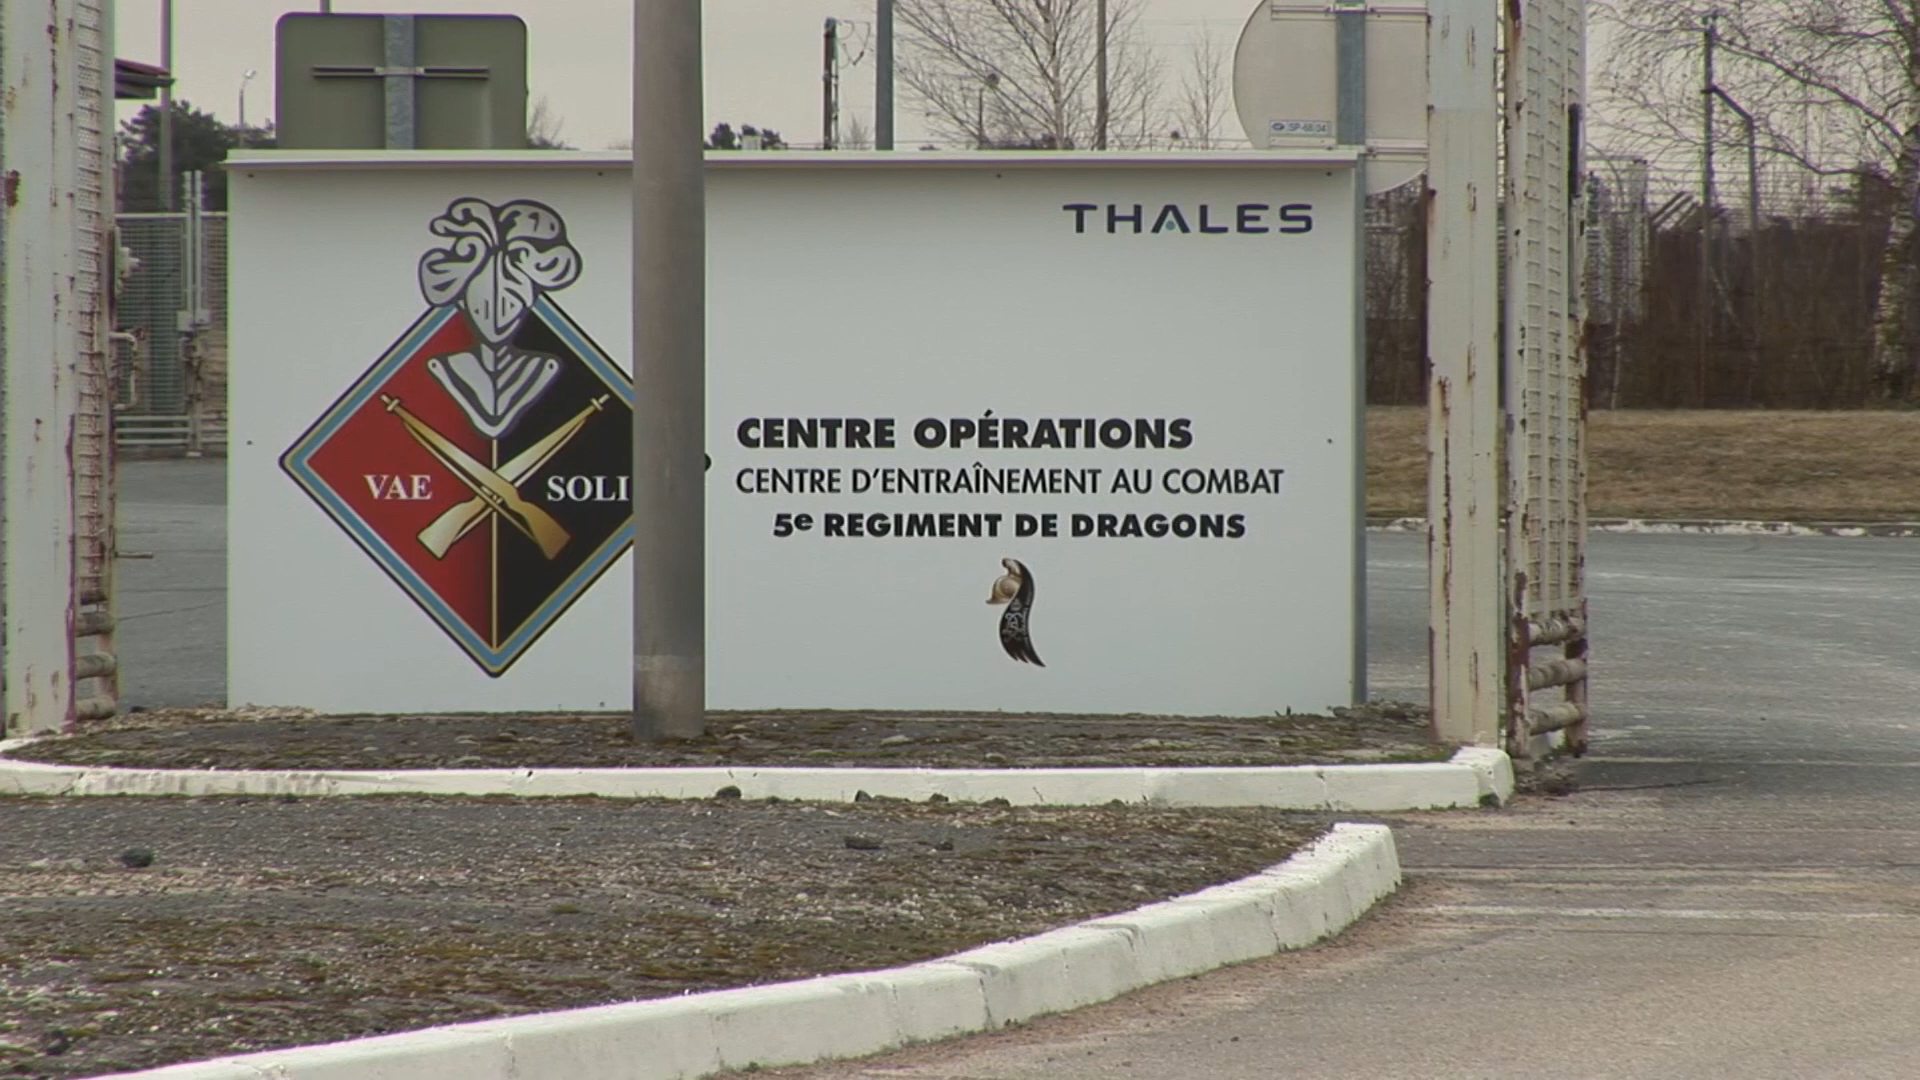 THALES
VAE SOLI
CENTRE OPÉRATIONS
CENTRE D'ENTRAÎNEMENT AU COMBAT
5e REGIMENT DE DRAGONS